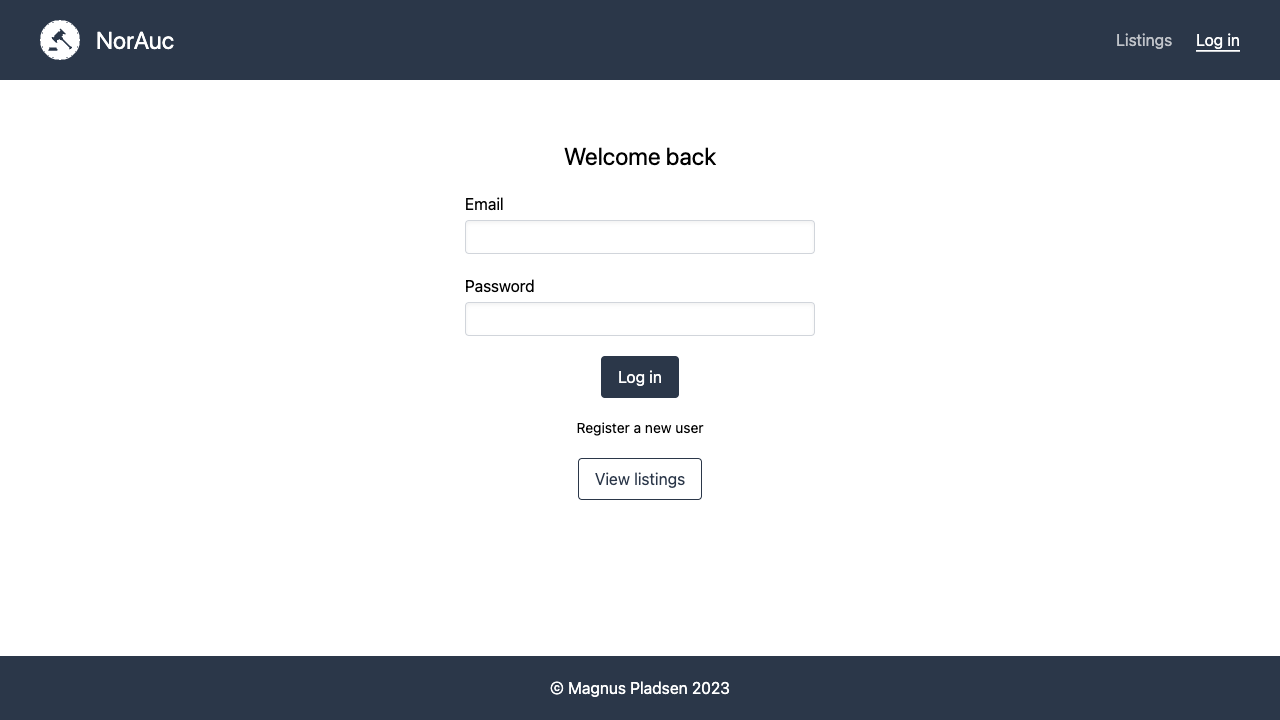 NorAuc
Listings
Log in
Welcome back
Email
Password
Log in
Register a new user
View listings
© Magnus Pladsen 2023